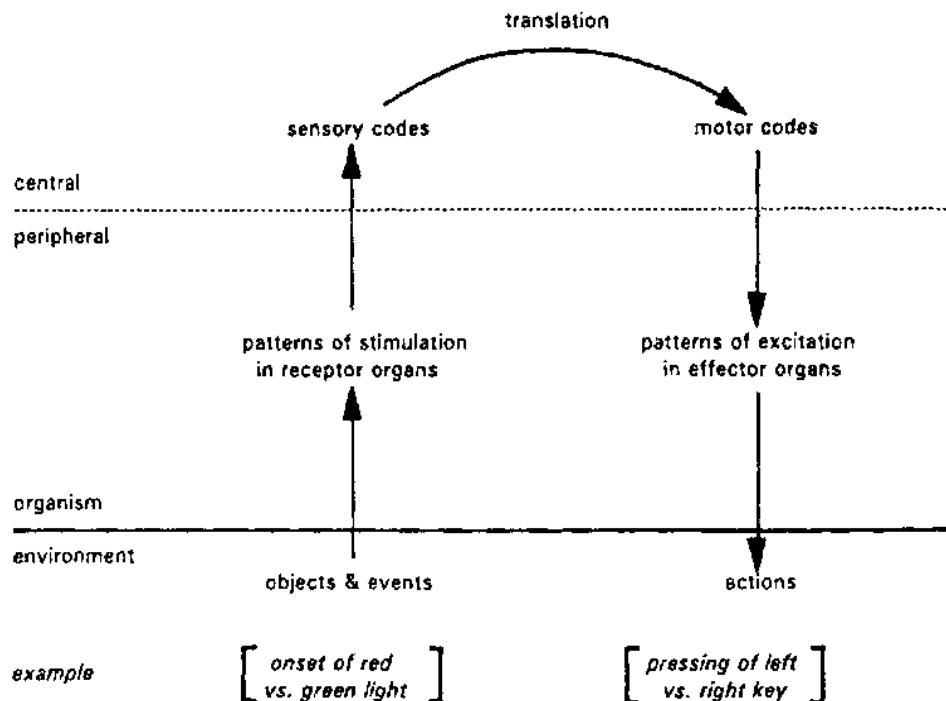 translation
sensory codes
motor codes
central
peripheral
patterns of stimulation
in receptor organs
patterns of excitation
in effector organs
organism
environment
objects & events
actions
example
onset of red
vs. green light
pressing of left
vs. right key